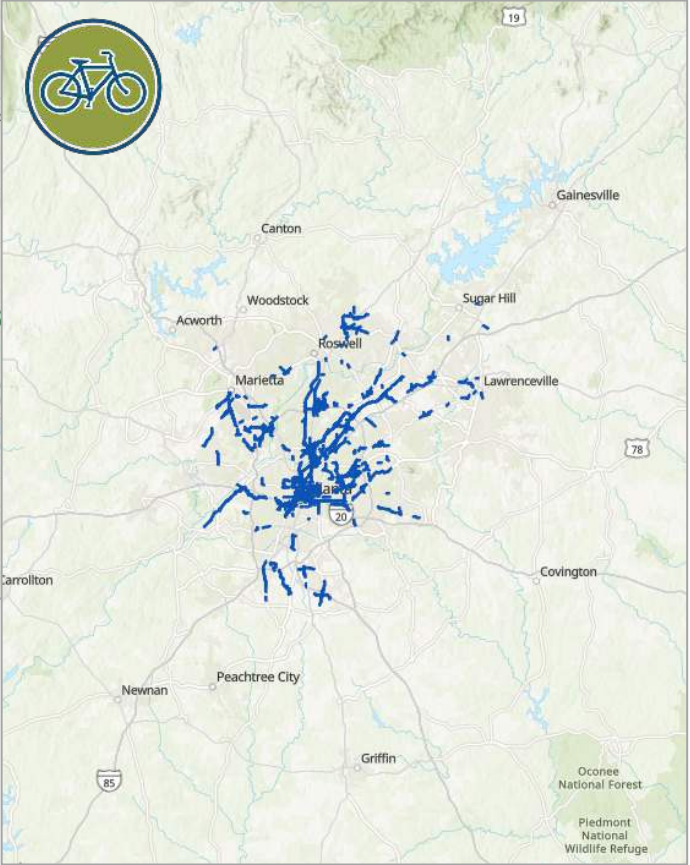 19
Gainesville
Canton
Sugar Hill
Woodstock
Acworth
Roswell
Marietta
Lawrenceville
78
20
Covington
Carrollton
Peachtree City
Newnan
Griffin
85
Oconee
National Forest
Piedmont
National
Wildlife Refuge